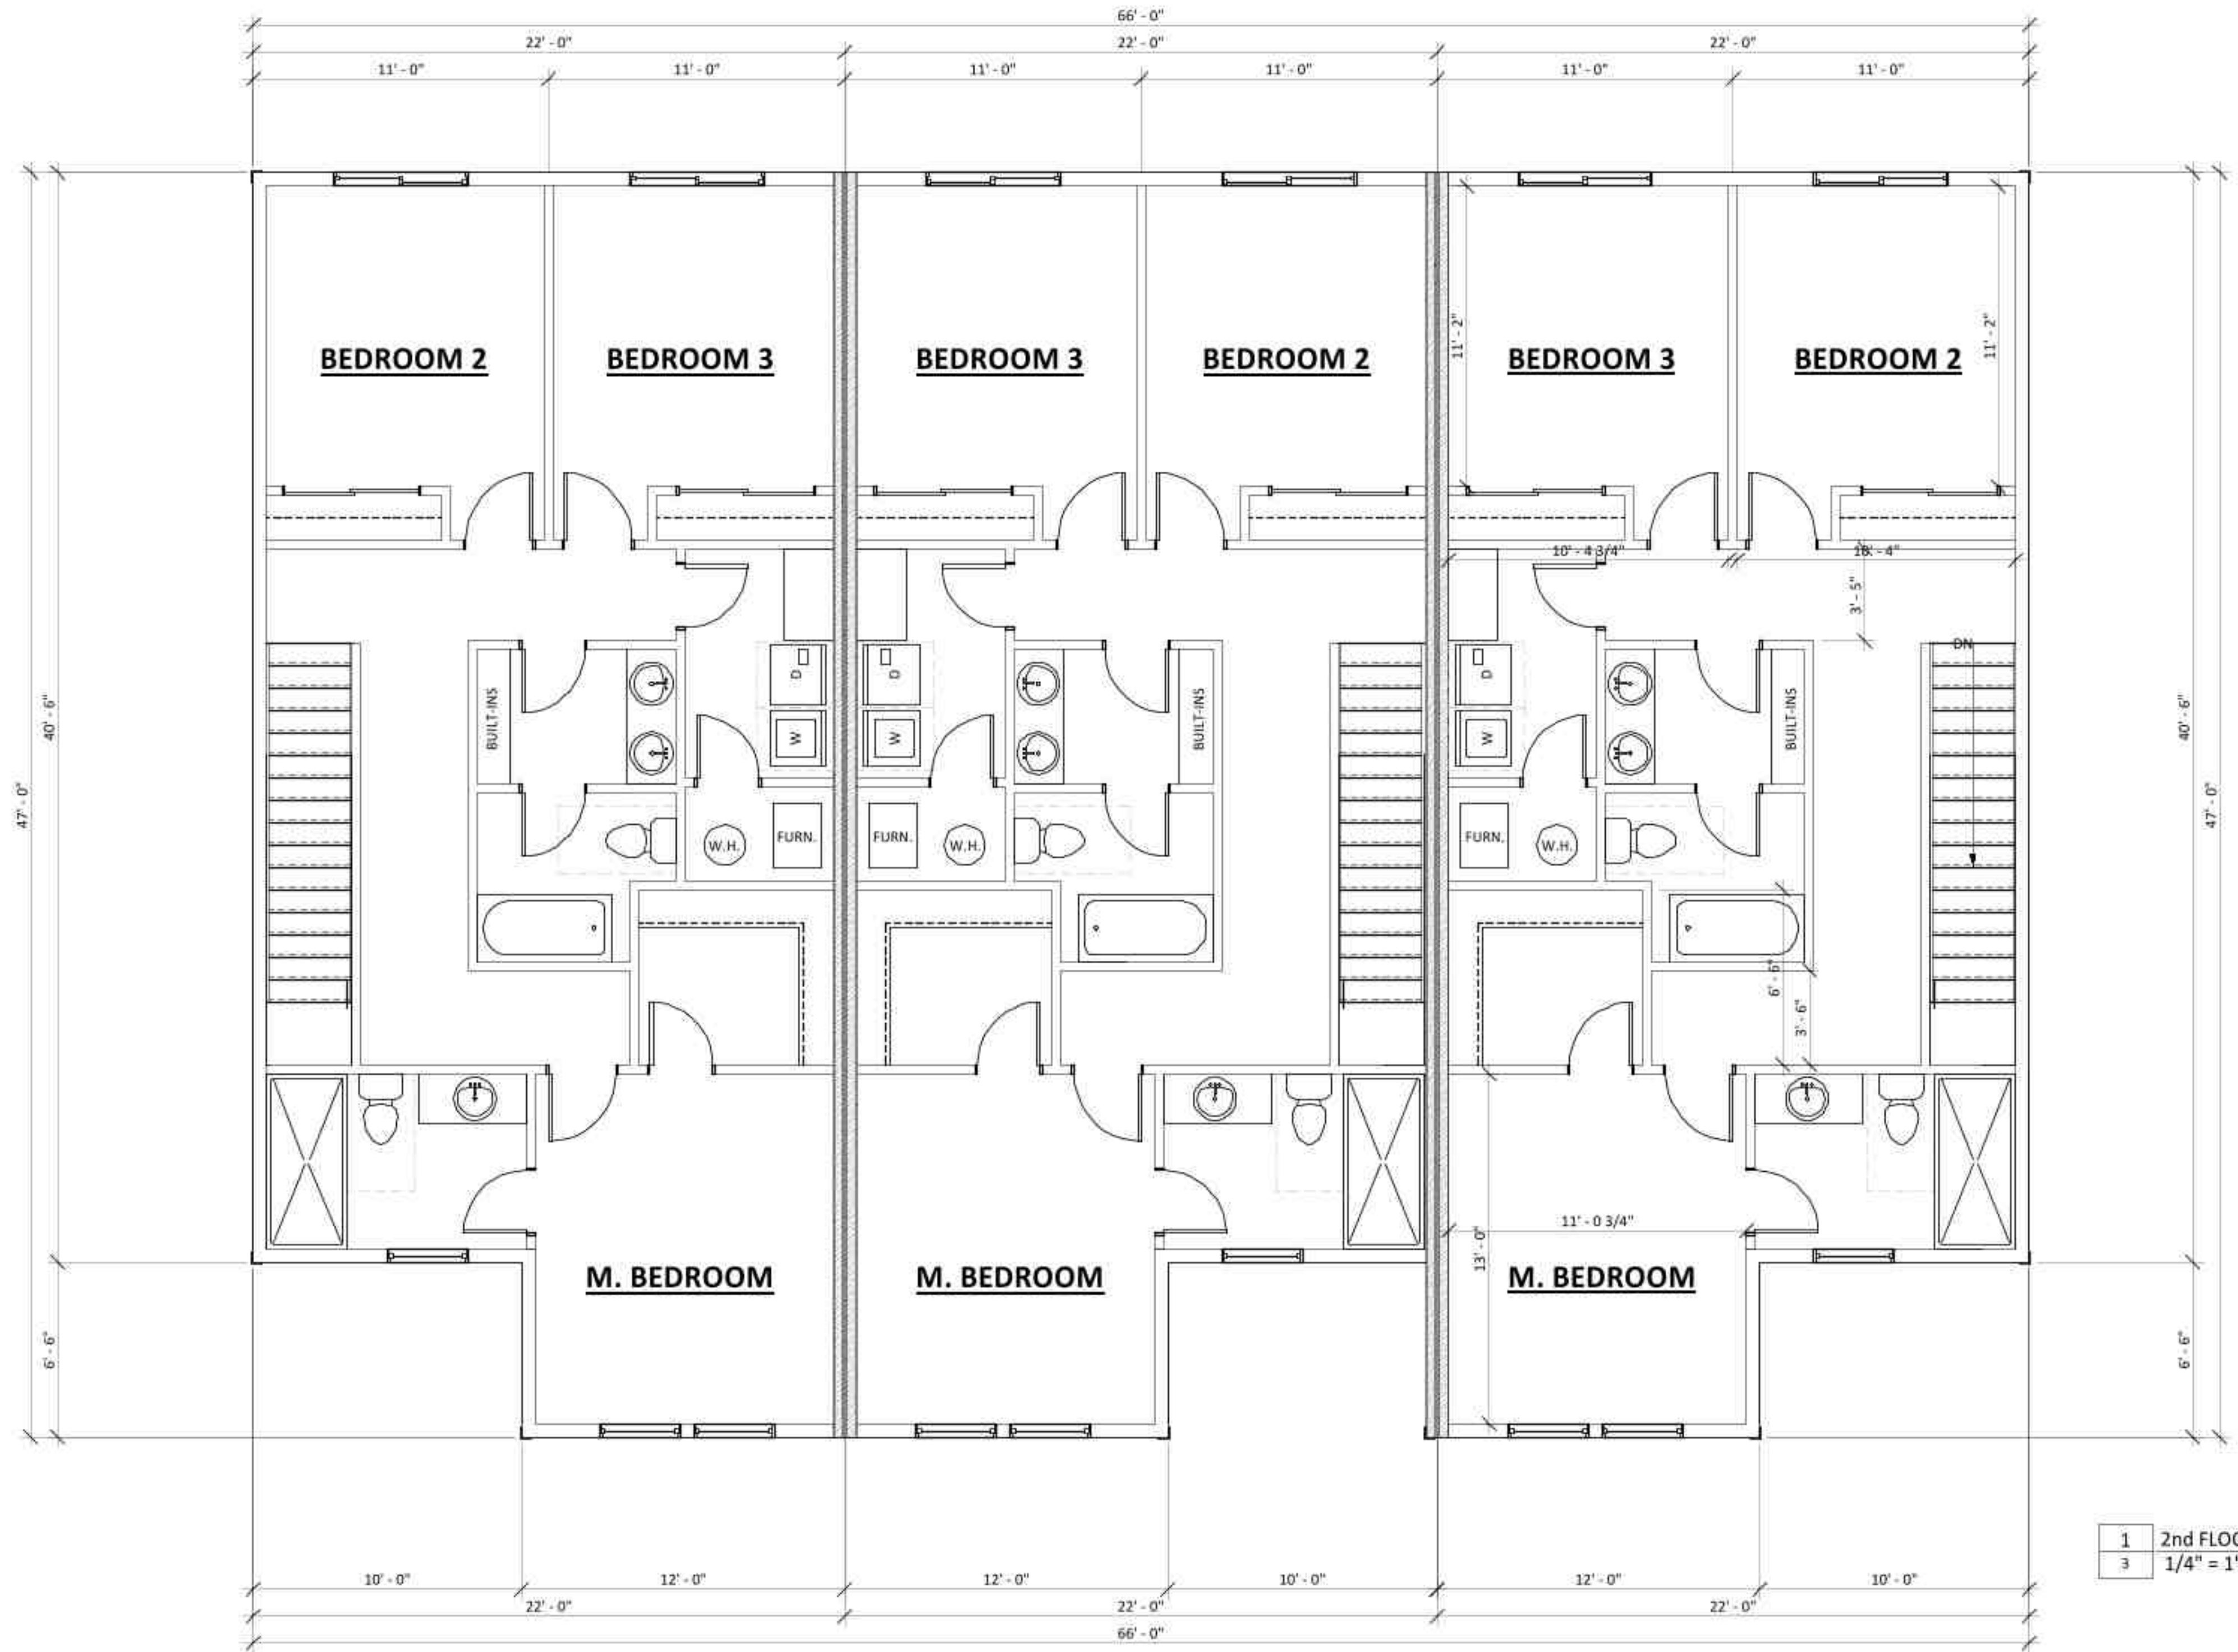 66' - 0"
22' - 0" 22' - 0" 22' - 0"
11' - 0" 11' - 0" 11' - 0" 11' - 0" 11' - 0" 11' - 0"
11' - 2" 11' - 2"
BEDROOM 2 BEDROOM 3 BEDROOM 3 BEDROOM 2 BEDROOM 3 BEDROOM 2
10' - 4 3/4"
3' - 5"
DN
D D D
40' - 6" BUILT-INS BUILT-INS BUILT-INS 40' - 6"
W W W
47' - 0" 47' - 0"
FURN. FURN. FURN.
W.H. W.H. W.H.
6' - 6"
3' - 6"
11' - 0 3/4"
13' - 0"
M. BEDROOM M. BEDROOM M. BEDROOM
6' - 6" 6' - 6"
1 2nd FLOO
3 1/4" = 1'
10' - 0" 12' - 0" 12' - 0" 10' - 0" 12' - 0" 10' - 0"
22' - 0" 22' - 0" 22' - 0"
66' - 0"